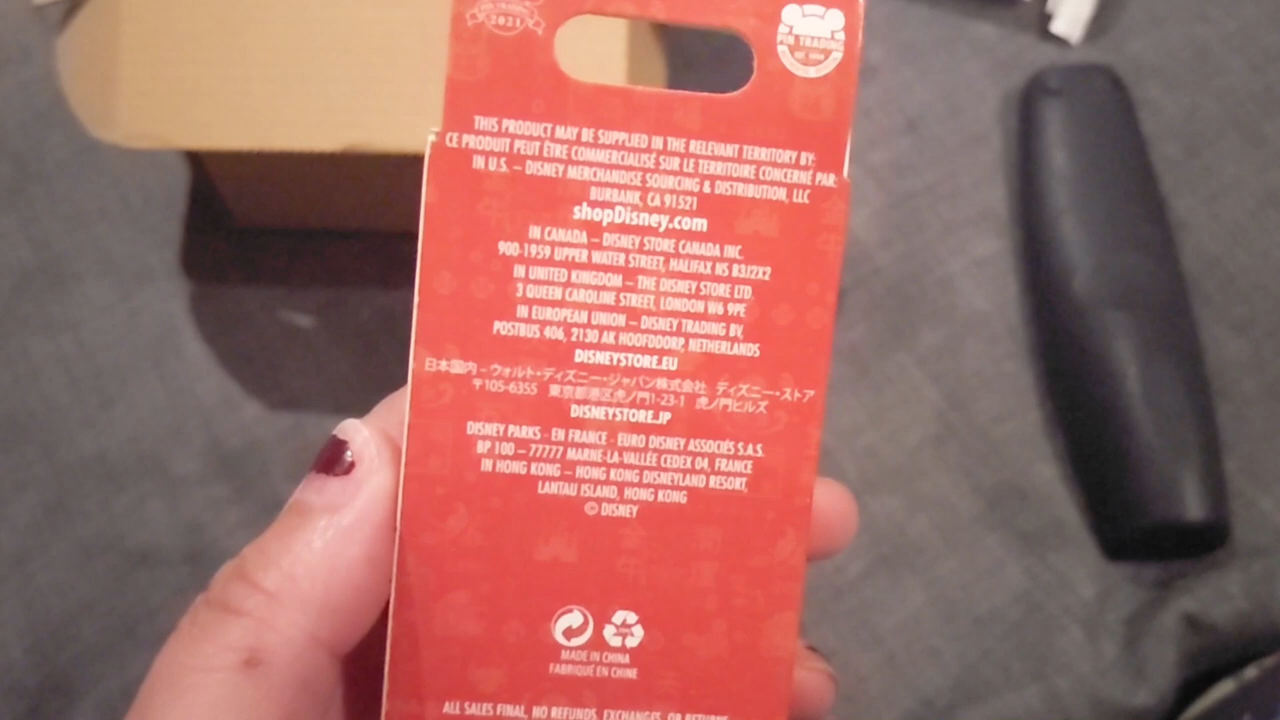 PIN TRADING
2021
PIN TRADING
THIS PRODUCT MAY BE SUPPLIED IN THE RELEVANT TERRITORY BY:
CE PRODUIT PEUT ÊTRE COMMERCIALISÉ SUR LE TERRITOIRE CONCERNÉ PAR:
IN U.S. – DISNEY MERCHANDISE SOURCING & DISTRIBUTION, LLC
BURBANK, CA 91521
shopDisney.com
IN CANADA – DISNEY STORE CANADA INC.
900-1959 UPPER WATER STREET, HALIFAX NS B3J2X2
IN UNITED KINGDOM – THE DISNEY STORE LTD.
3 QUEEN CAROLINE STREET, LONDON W6 9PE
IN EUROPEAN UNION – DISNEY TRADING BV,
POSTBUS 406, 2130 AK HOOFDDORP, NETHERLANDS
DISNEYSTORE.EU
日本国内 – ウォルト・ディズニー・ジャパン株式会社 ディズニー・ストア
〒105-6355 東京都港区虎ノ門1-23-1 虎ノ門ヒルズ
DISNEYSTORE.JP
DISNEY PARKS - EN FRANCE - EURO DISNEY ASSOCIÉS S.A.S.
BP 100 – 77777 MARNE-LA-VALLÉE CEDEX 04, FRANCE
IN HONG KONG – HONG KONG DISNEYLAND RESORT,
LANTAU ISLAND, HONG KONG
© DISNEY
MADE IN CHINA
FABRIQUÉ EN CHINE
ALL SALES FINAL, NO REFUNDS, EXCHANGES, OR RETURNS